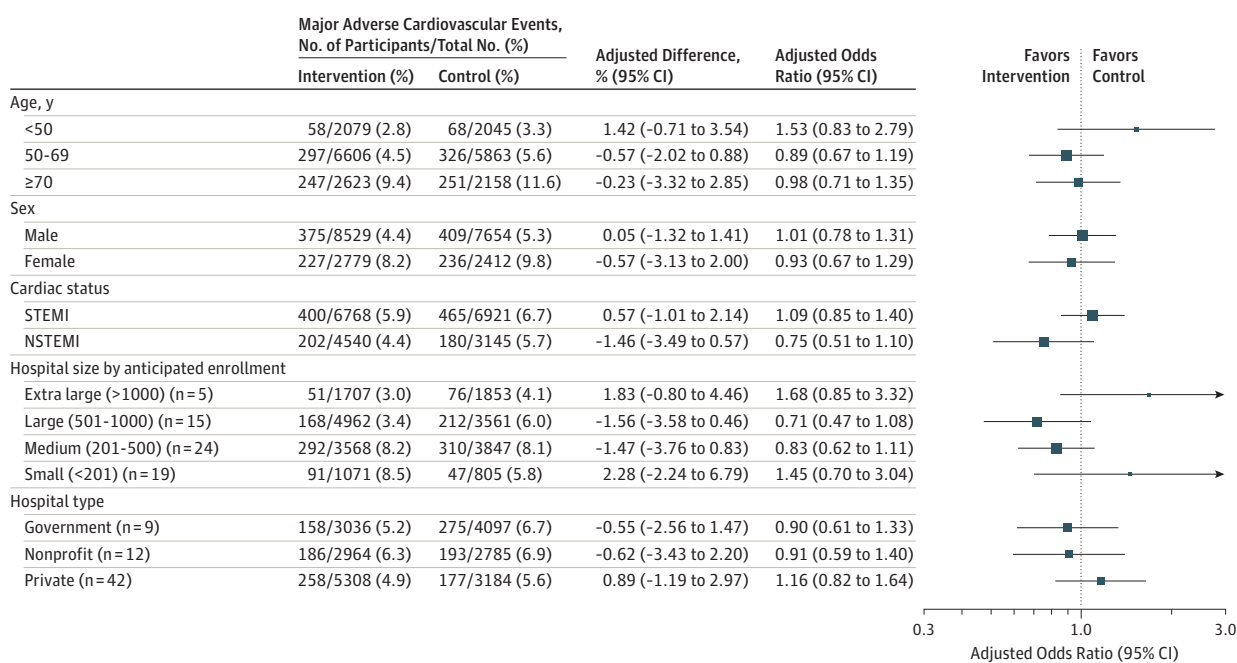 Major Adverse Cardiovascular Events,
No. of Participants/Total No. (%)
Intervention (%) Control (%) Adjusted Difference, % (95% CI) Adjusted Odds Ratio (95% CI) Favors Intervention Favors Control
Age, y
<50 58/2079 (2.8) 68/2045 (3.3) 1.42 (-0.71 to 3.54) 1.53 (0.83 to 2.79)
50-69 297/6606 (4.5) 326/5863 (5.6) -0.57 (-2.02 to 0.88) 0.89 (0.67 to 1.19)
≥70 247/2623 (9.4) 251/2158 (11.6) -0.23 (-3.32 to 2.85) 0.98 (0.71 to 1.35)
Sex
Male 375/8529 (4.4) 409/7654 (5.3) 0.05 (-1.32 to 1.41) 1.01 (0.78 to 1.31)
Female 227/2779 (8.2) 236/2412 (9.8) -0.57 (-3.13 to 2.00) 0.93 (0.67 to 1.29)
Cardiac status
STEMI 400/6768 (5.9) 465/6921 (6.7) 0.57 (-1.01 to 2.14) 1.09 (0.85 to 1.40)
NSTEMI 202/4540 (4.4) 180/3145 (5.7) -1.46 (-3.49 to 0.57) 0.75 (0.51 to 1.10)
Hospital size by anticipated enrollment
Extra large (>1000) (n=5) 51/1707 (3.0) 76/1853 (4.1) 1.83 (-0.80 to 4.46) 1.68 (0.85 to 3.32)
Large (501-1000) (n=15) 168/4962 (3.4) 212/3561 (6.0) -1.56 (-3.58 to 0.46) 0.71 (0.47 to 1.08)
Medium (201-500) (n=24) 292/3568 (8.2) 310/3847 (8.1) -1.47 (-3.76 to 0.83) 0.83 (0.62 to 1.11)
Small (<201) (n=19) 91/1071 (8.5) 47/805 (5.8) 2.28 (-2.24 to 6.79) 1.45 (0.70 to 3.04)
Hospital type
Government (n=9) 158/3036 (5.2) 275/4097 (6.7) -0.55 (-2.56 to 1.47) 0.90 (0.61 to 1.33)
Nonprofit (n=12) 186/2964 (6.3) 193/2785 (6.9) -0.62 (-3.43 to 2.20) 0.91 (0.59 to 1.40)
Private (n=42) 258/5308 (4.9) 177/3184 (5.6) 0.89 (-1.19 to 2.97) 1.16 (0.82 to 1.64)
0.3 1.0 3.0
Adjusted Odds Ratio (95% CI)